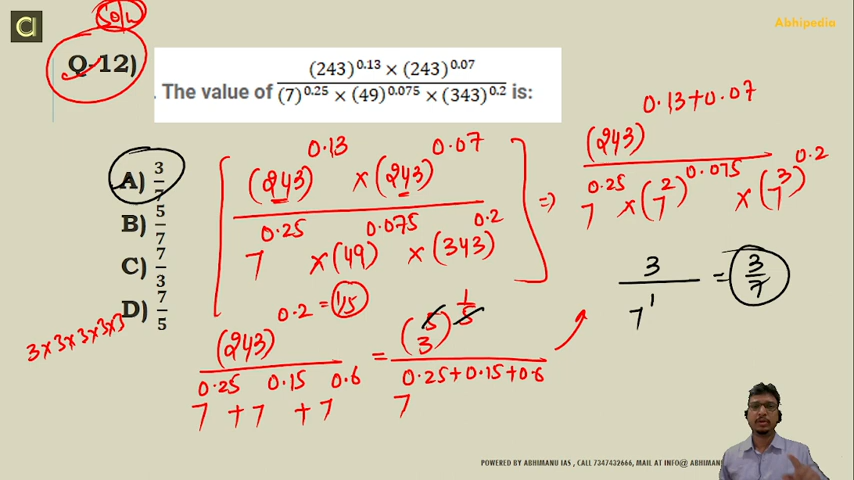 Soln
Abhipedia
a
Q-12)
. The value of (243)^0.13 × (243)^0.07 / (7)^0.25 × (49)^0.075 × (343)^0.2 is:
A) 3/7
B) 5/7
C) 7/3
D) 7/5
[(243)^0.13 × (243)^0.07 / 7^0.25 × (49)^0.075 × (343)^0.2]
⇒ (243)^0.13+0.07 / 7^0.25 × (7^2)^0.075 × (7^3)^0.2
3×3×3×3×3
(243)^0.2=1/5 / 7^0.25 + 7^0.15 + 7^0.6 = (3^5)^1/5 / 7^0.25+0.15+0.6
3 / 7^1 = 3/7
POWERED BY ABHIMANU IAS , CALL 7347432666, MAIL AT INFO@